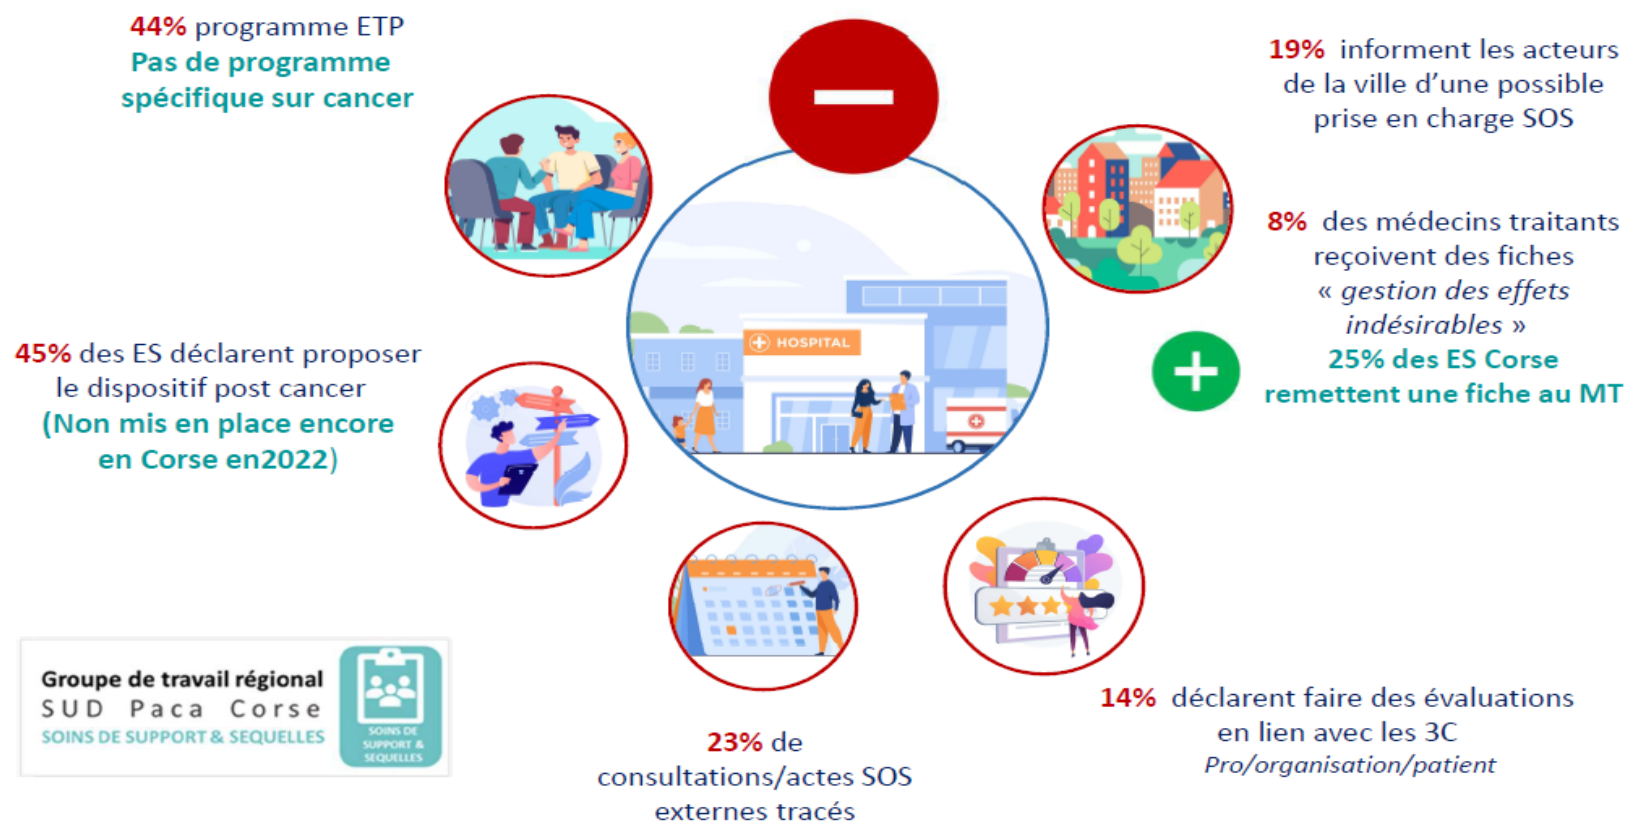 44% programme ETP
Pas de programme
spécifique sur cancer
19% informent les acteurs
de la ville d’une possible
prise en charge SOS
8% des médecins traitants
reçoivent des fiches
« gestion des effets
indésirables »
25% des ES Corse
remettent une fiche au MT
HOSPITAL
45% des ES déclarent proposer
le dispositif post cancer
(Non mis en place encore
en Corse en2022)
14% déclarent faire des évaluations
en lien avec les 3C
Pro/organisation/patient
23% de
consultations/actes SOS
externes tracés
Groupe de travail régional
SUD Paca Corse
SOINS DE SUPPORT & SEQUELLES
SOINS DE
SUPPORT &
SEQUELLES